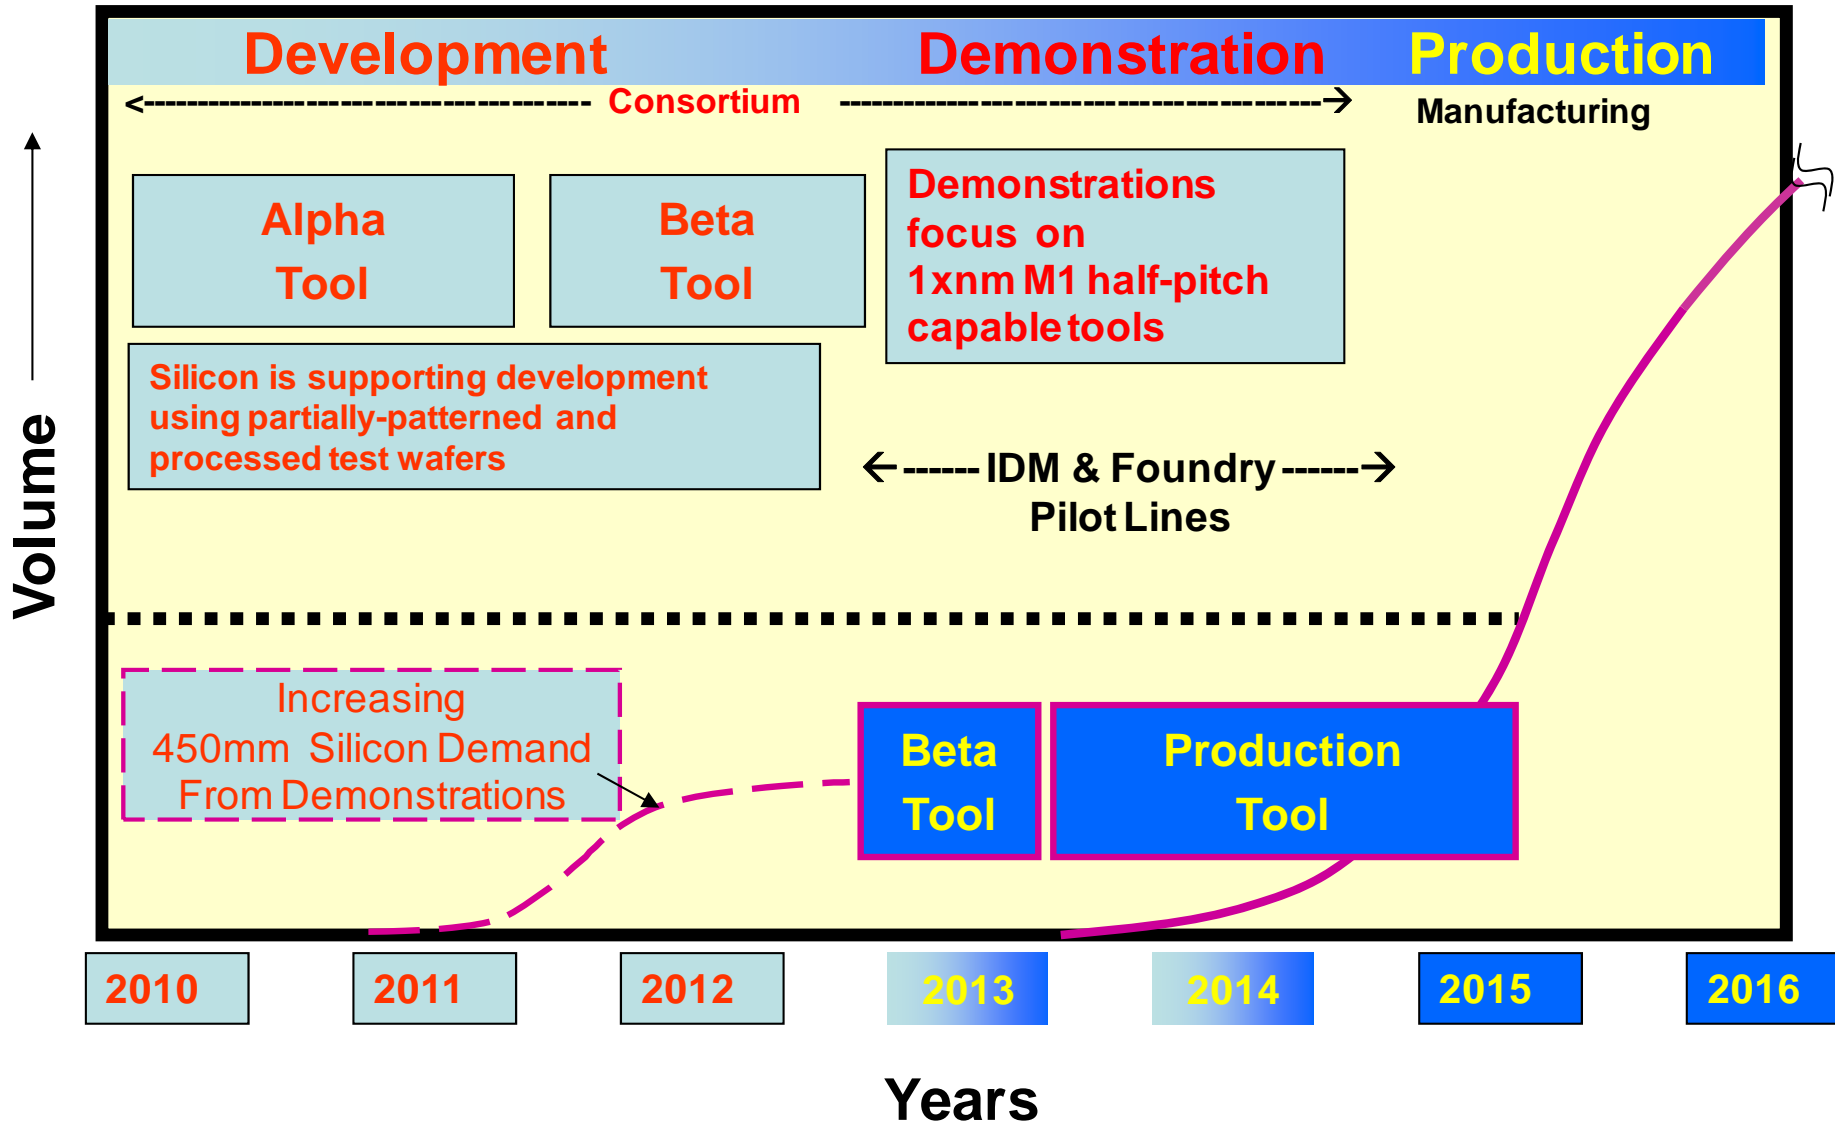 Development Demonstration Production
<------------------------------------- Consortium ----------------------------------------→
Manufacturing
Alpha
Tool
Beta
Tool
Demonstrations
focus on
1xnm M1 half-pitch
capable tools
Silicon is supporting development
using partially-patterned and
processed test wafers
←------ IDM & Foundry ------→
Pilot Lines
Volume
Increasing
450mm Silicon Demand
From Demonstrations
Beta
Tool
Production
Tool
2010 2011 2012 2013 2014 2015 2016
Years